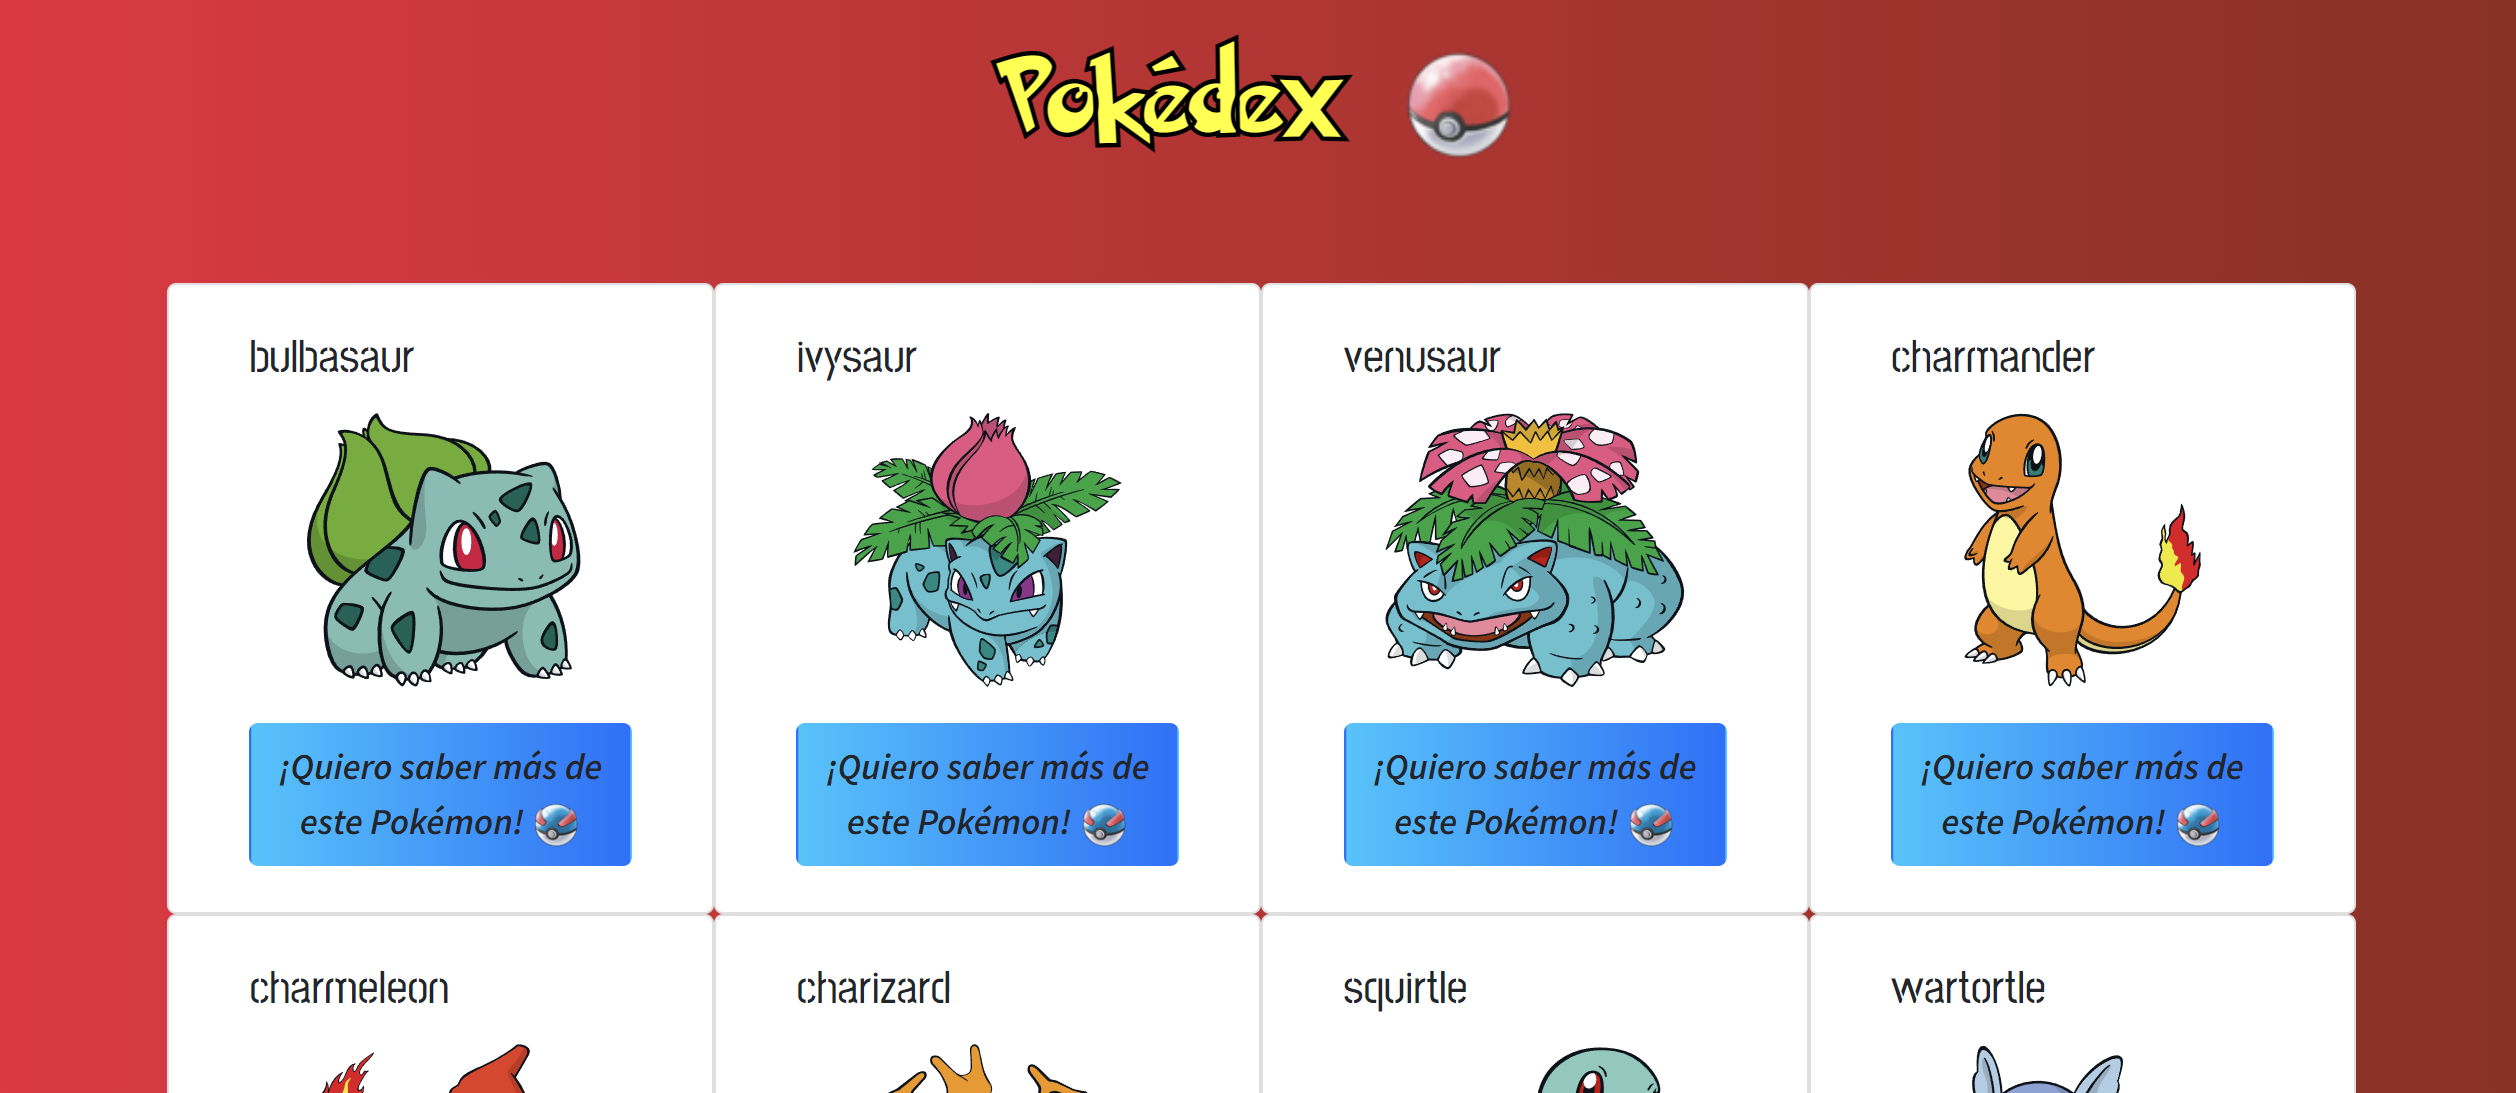 Pokédex
bulbasaur
ivysaur
venusaur
charmander
¡Quiero saber más de
este Pokémon!
¡Quiero saber más de
este Pokémon!
¡Quiero saber más de
este Pokémon!
¡Quiero saber más de
este Pokémon!
charmeleon
charizard
squirtle
wartortle